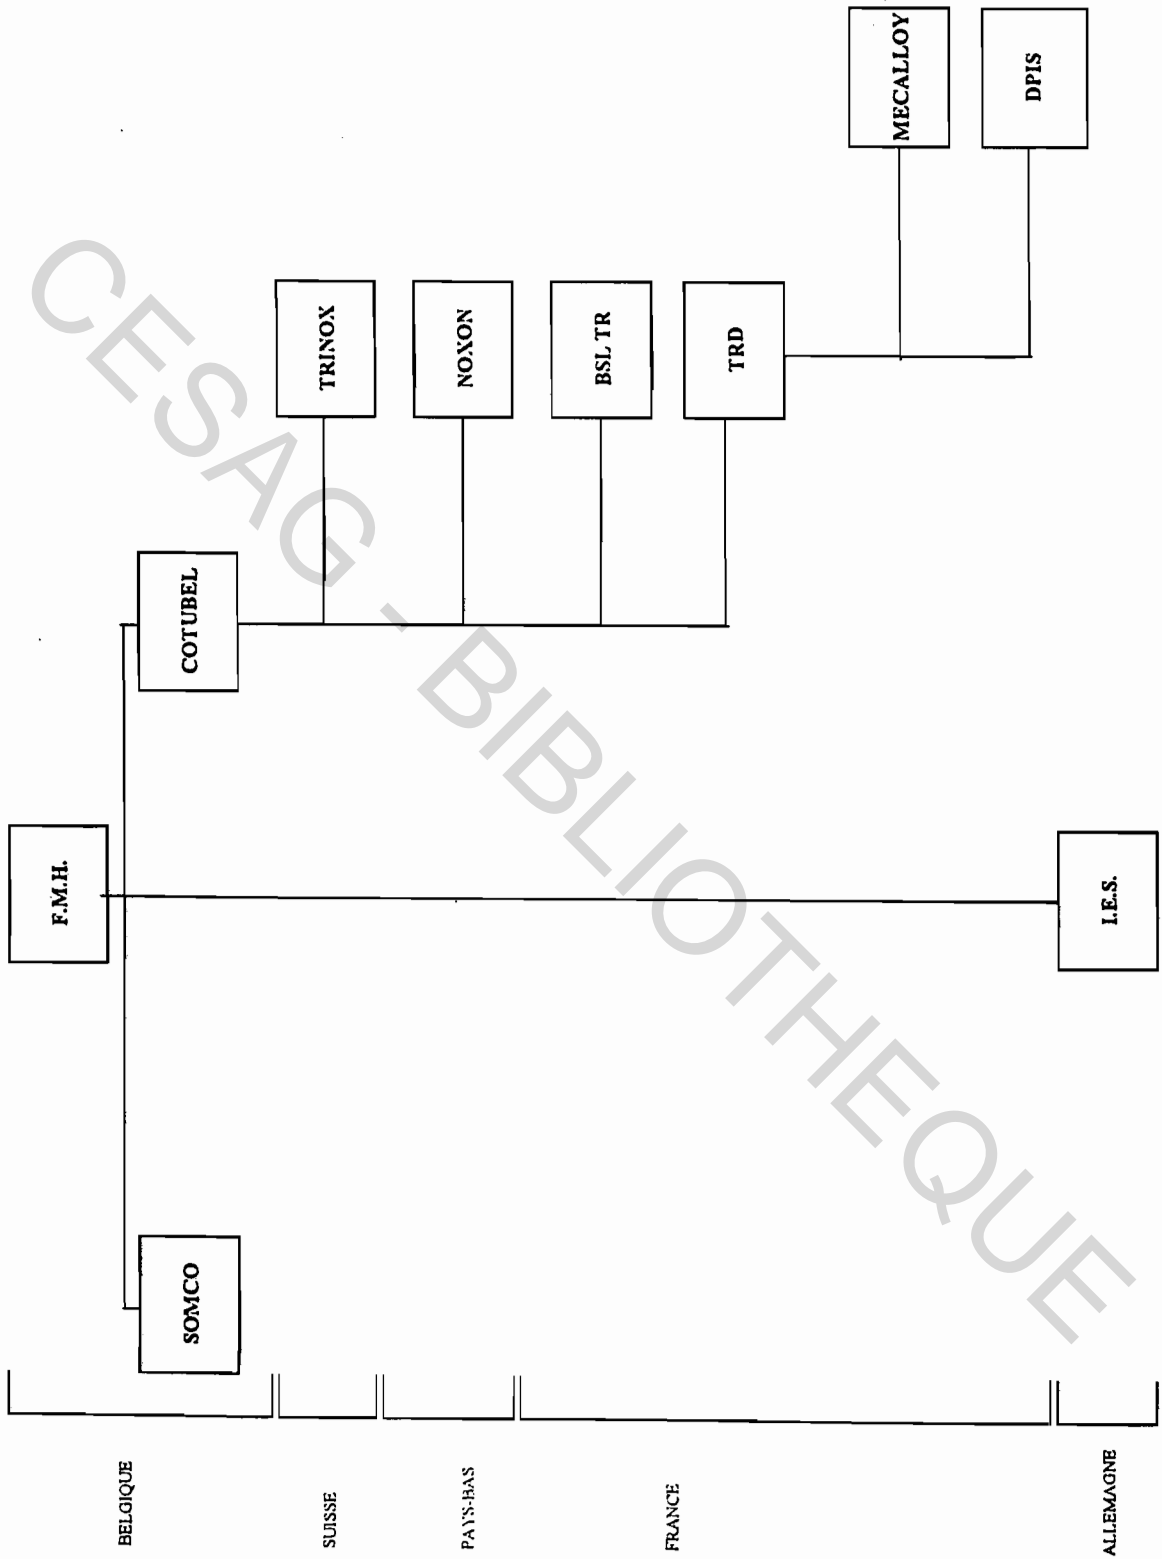 BELGIQUE
F.M.H.
SOMCO
COTUBEL
SUISSE
TRINOX
PAYS-BAS
NOXON
FRANCE
BSL TR
TRD
MECALLOY
DPIS
ALLEMAGNE
I.E.S.
CESAG - BIBLIOTHEQUE